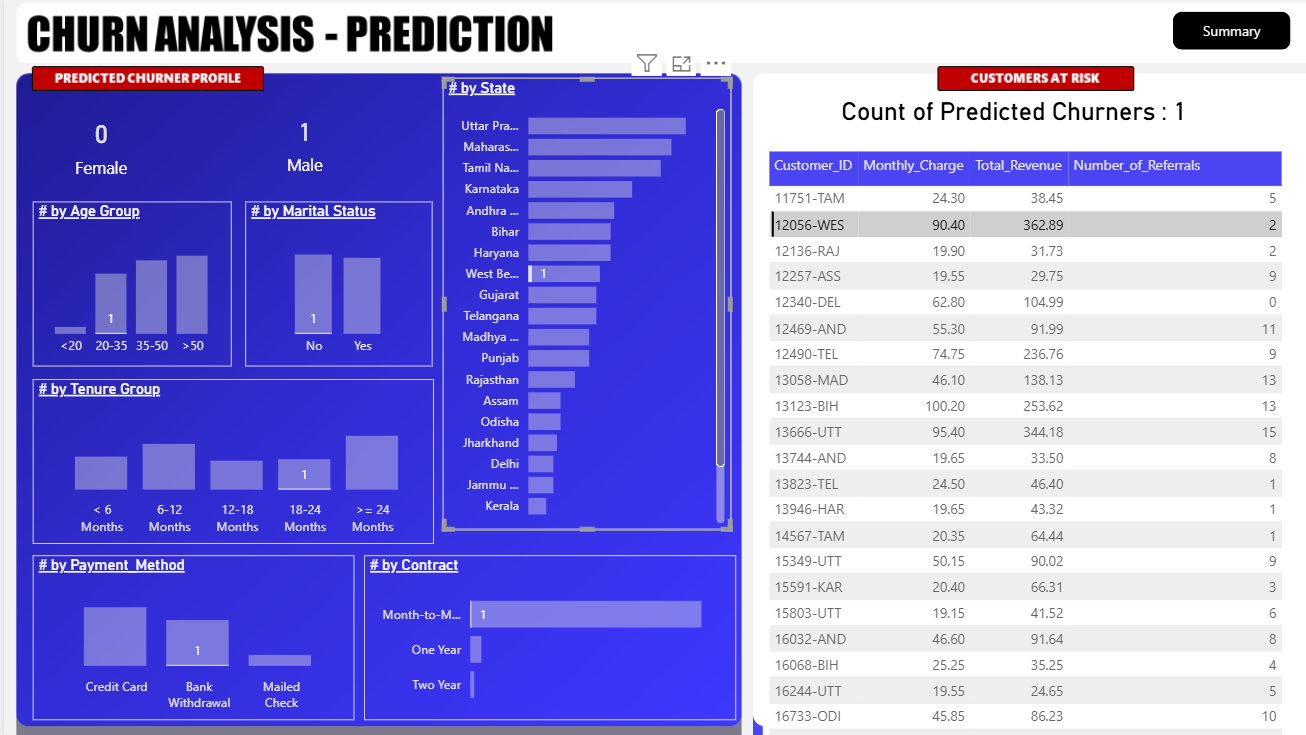 CHURN ANALYSIS - PREDICTION
Summary
PREDICTED CHURNER PROFILE
0
Female
1
Male
# by Age Group
1
<20 20-35 35-50 >50
# by Marital Status
1
No Yes
# by Tenure Group
1
< 6 Months
6-12 Months
12-18 Months
18-24 Months
>= 24 Months
# by Payment_Method
1
Credit Card
Bank Withdrawal
Mailed Check
# by State
Uttar Pra...
Maharas...
Tamil Na...
Karnataka
Andhra ...
Bihar
Haryana
West Be... 1
Gujarat
Telangana
Madhya ...
Punjab
Rajasthan
Assam
Odisha
Jharkhand
Delhi
Jammu ...
Kerala
# by Contract
Month-to-M... 1
One Year
Two Year
CUSTOMERS AT RISK
Count of Predicted Churners : 1
Customer_ID Monthly_Charge Total_Revenue Number_of_Referrals
11751-TAM 24.30 38.45 5
12056-WES 90.40 362.89 2
12136-RAJ 19.90 31.73 2
12257-ASS 19.55 29.75 9
12340-DEL 62.80 104.99 0
12469-AND 55.30 91.99 11
12490-TEL 74.75 236.76 9
13058-MAD 46.10 138.13 13
13123-BIH 100.20 253.62 13
13666-UTT 95.40 344.18 15
13744-AND 19.65 33.50 8
13823-TEL 24.50 46.40 1
13946-HAR 19.65 43.32 1
14567-TAM 20.35 64.44 1
15349-UTT 50.15 90.02 9
15591-KAR 20.40 66.31 3
15803-UTT 19.15 41.52 6
16032-AND 46.60 91.64 8
16068-BIH 25.25 35.25 4
16244-UTT 19.55 24.65 5
16733-ODI 45.85 86.23 10